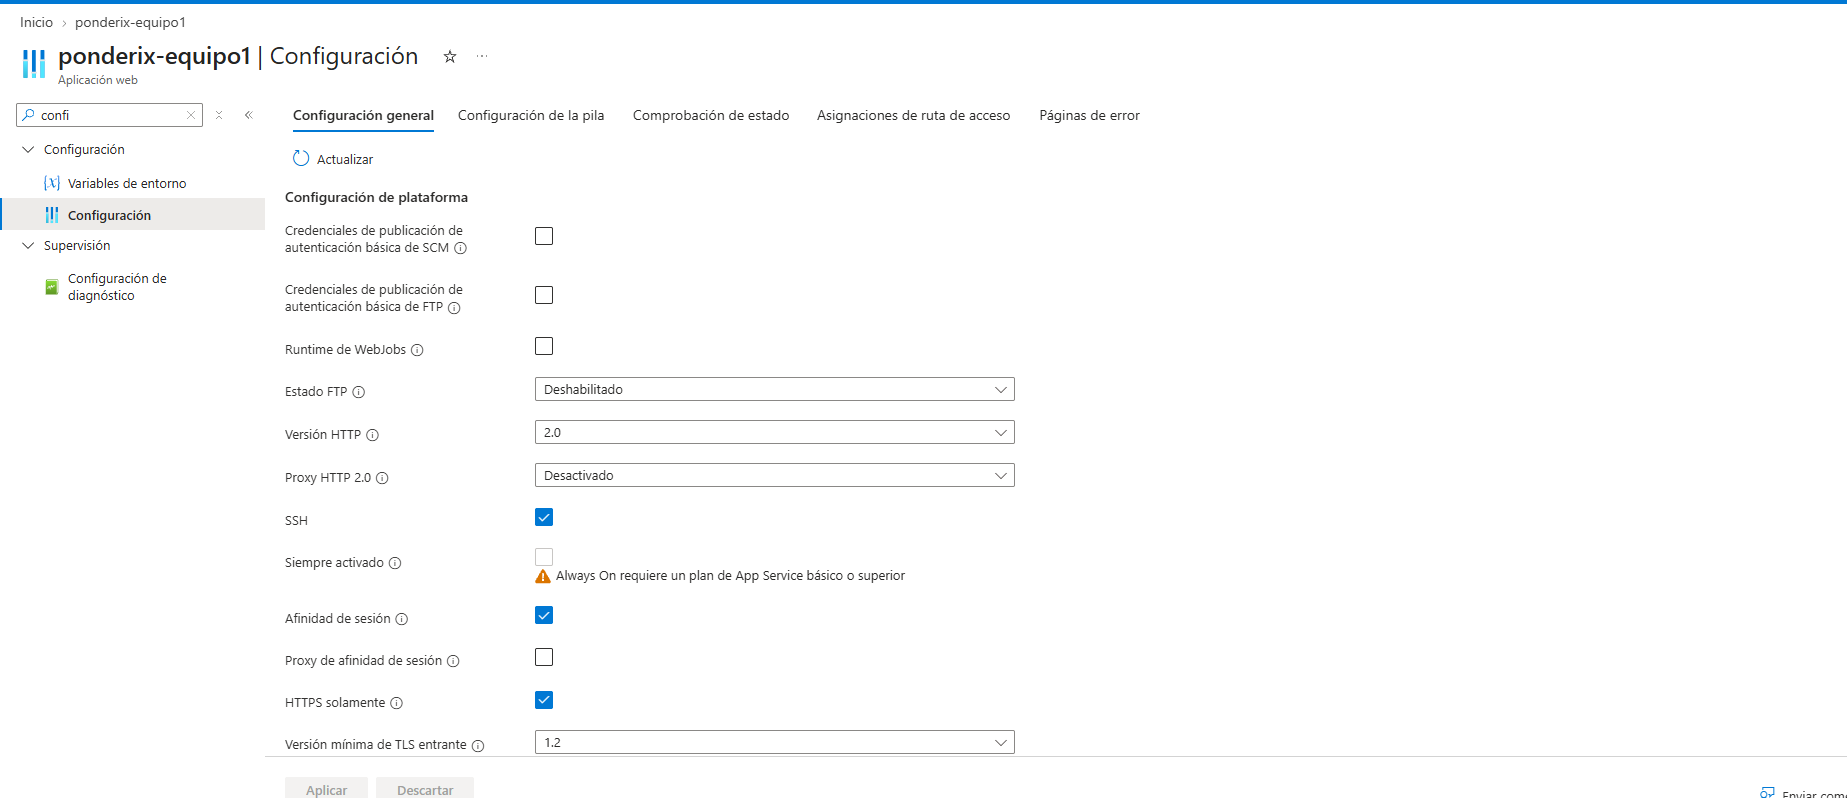 Inicio › ponderix-equipo1
ponderix-equipo1 | Configuración
Aplicación web
confi
Configuración
Variables de entorno
Configuración
Supervisión
Configuración de
diagnóstico
Configuración general Configuración de la pila Comprobación de estado Asignaciones de ruta de acceso Páginas de error
Actualizar
Configuración de plataforma
Credenciales de publicación de
autenticación básica de SCM
Credenciales de publicación de
autenticación básica de FTP
Runtime de WebJobs
Estado FTP Deshabilitado
Versión HTTP 2.0
Proxy HTTP 2.0 Desactivado
SSH
Siempre activado
Always On requiere un plan de App Service básico o superior
Afinidad de sesión
Proxy de afinidad de sesión
HTTPS solamente
Versión mínima de TLS entrante 1.2
Aplicar Descartar
Enviar